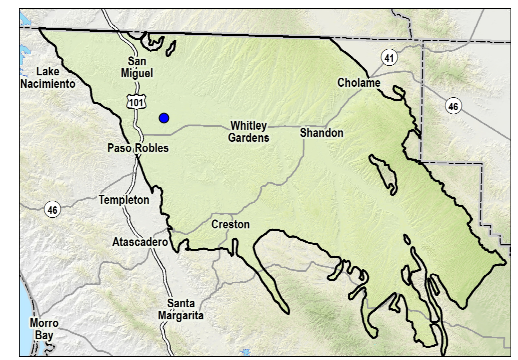 San
Miguel
41
Lake
Nacimiento
Cholame
101
46
Whitley
Gardens
Shandon
Paso Robles
Templeton
46
Creston
Atascadero
Santa
Margarita
Morro
Bay